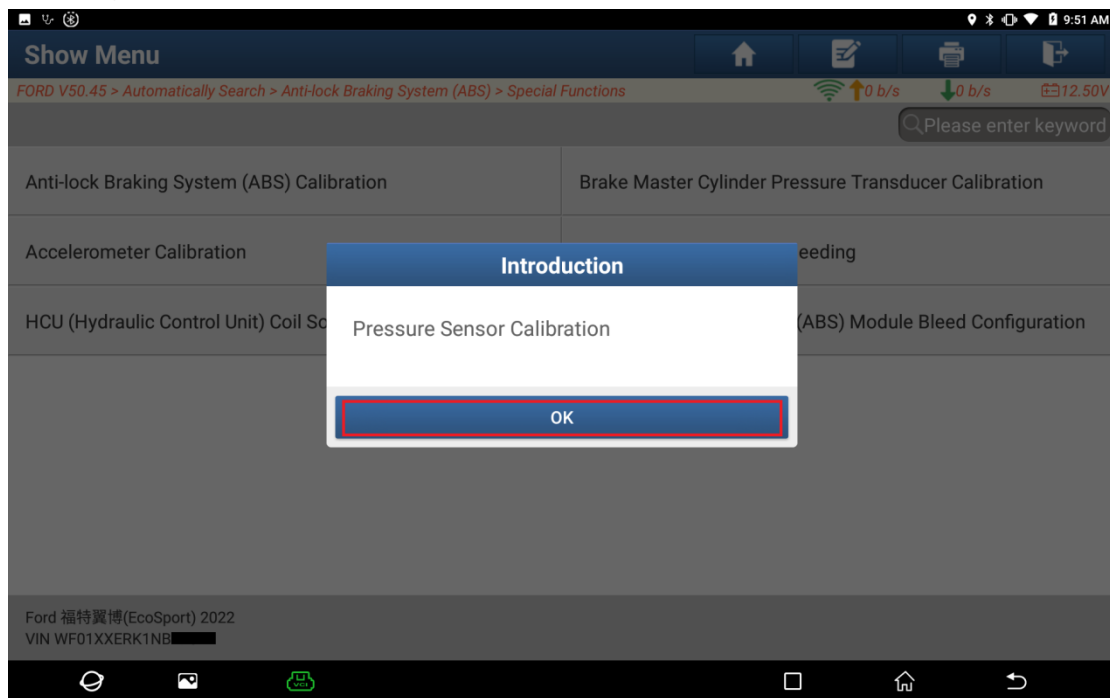 9:51 AM
Show Menu
FORD V50.45 > Automatically Search > Anti-lock Braking System (ABS) > Special Functions
0 b/s
0 b/s
12.50V
Please enter keyword
Anti-lock Braking System (ABS) Calibration
Brake Master Cylinder Pressure Transducer Calibration
Accelerometer Calibration
eeding
Introduction
HCU (Hydraulic Control Unit) Coil So
(ABS) Module Bleed Configuration
Pressure Sensor Calibration
OK
Ford 福特翼博(EcoSport) 2022
VIN WF01XXERK1NB
VCI